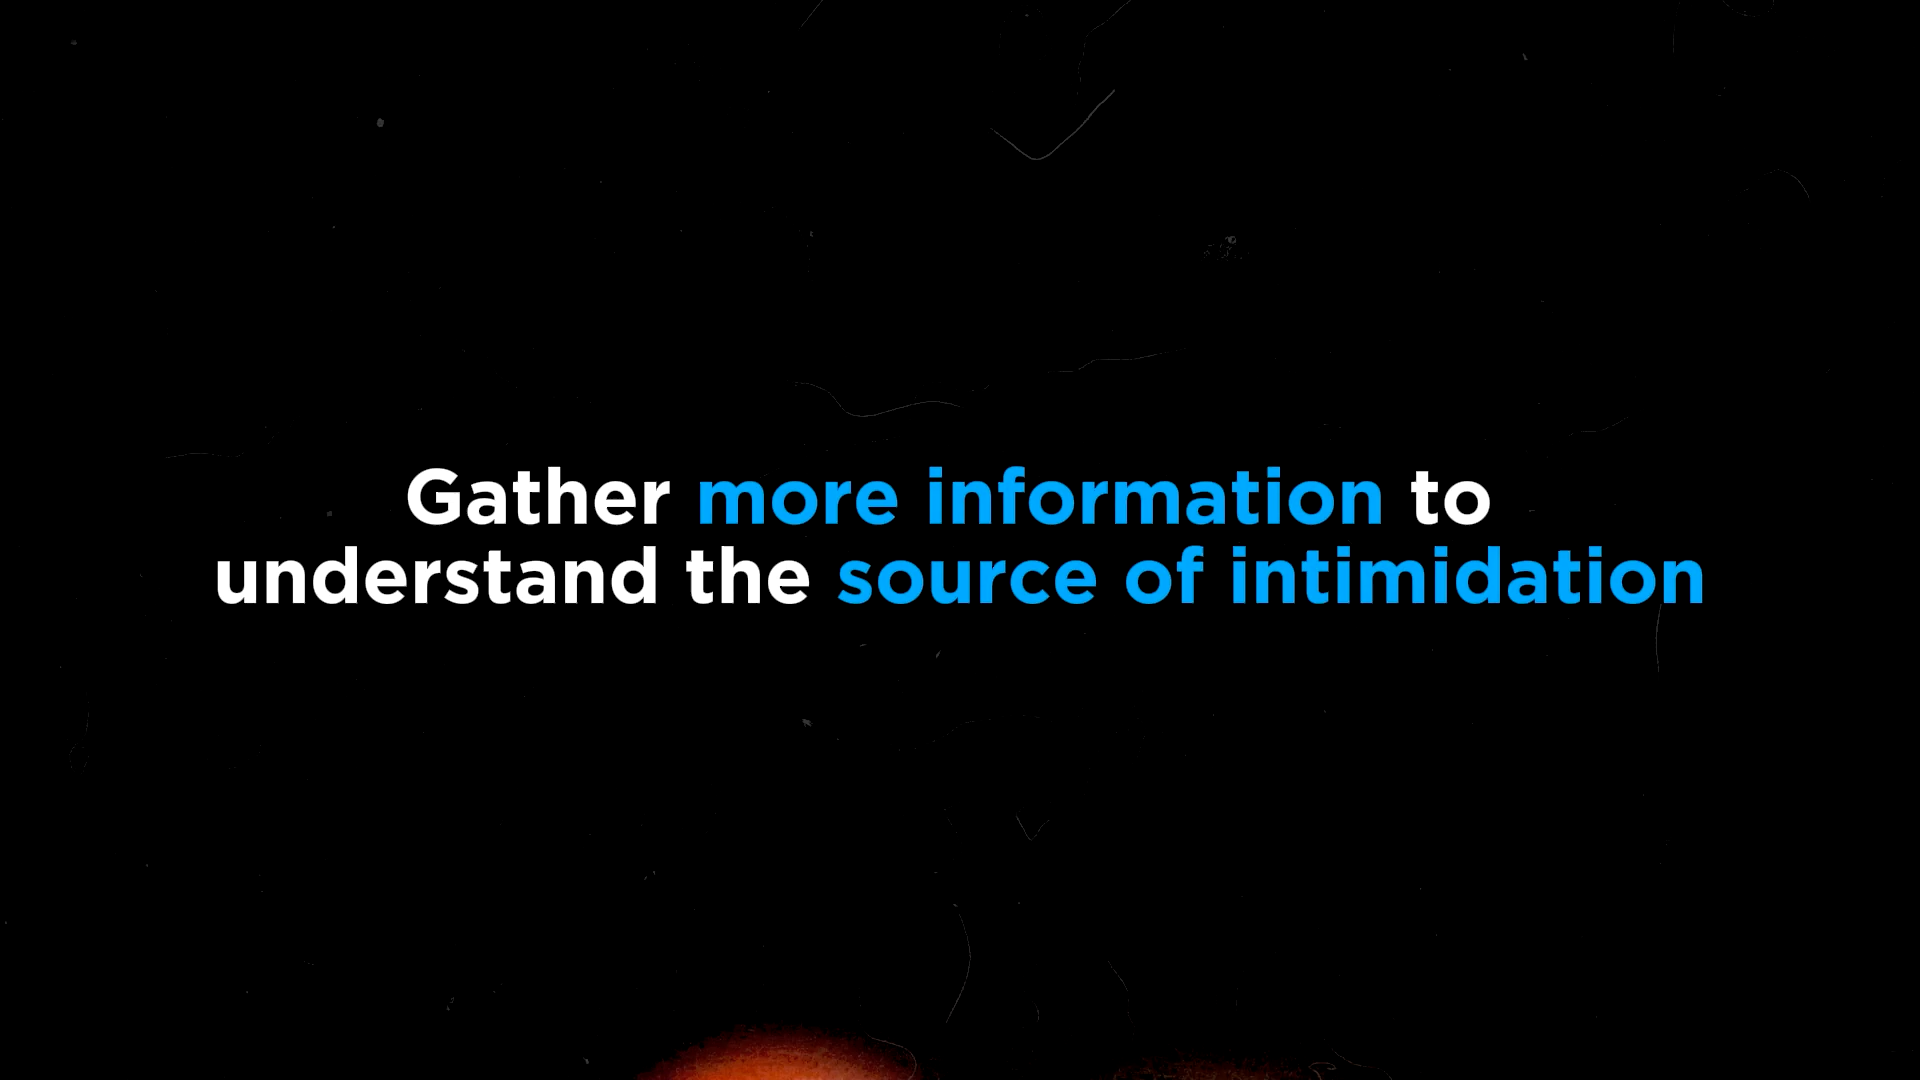 Gather more information to
understand the source of intimidation